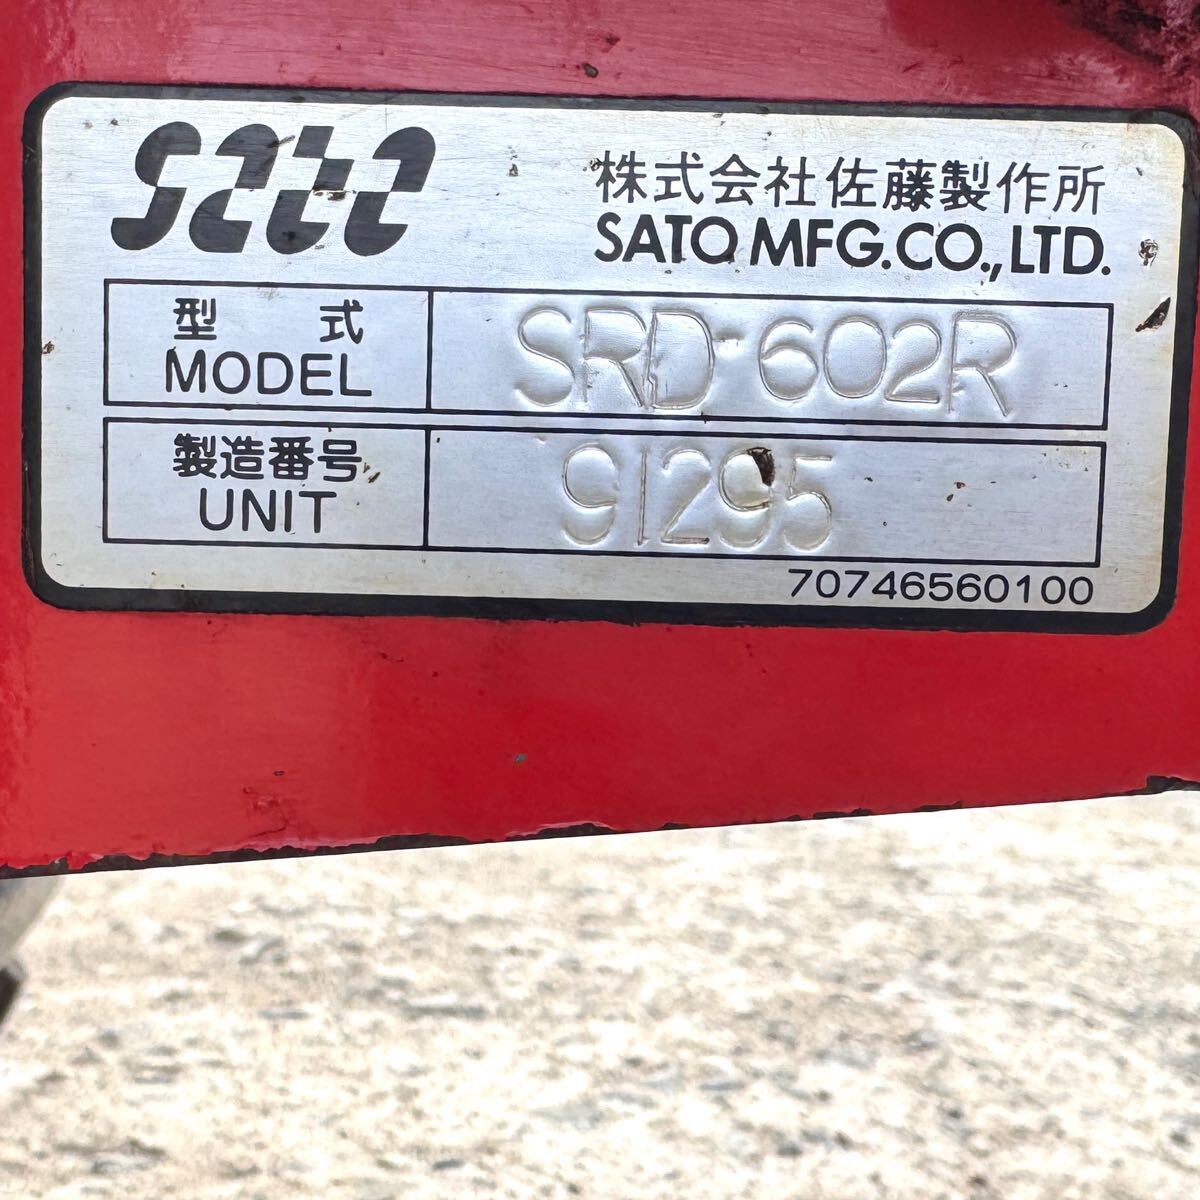 sato
株式会社佐藤製作所
SATO MFG.CO.,LTD.
型 式
MODEL
SRD-602R
製造番号
UNIT
91295
70746560100